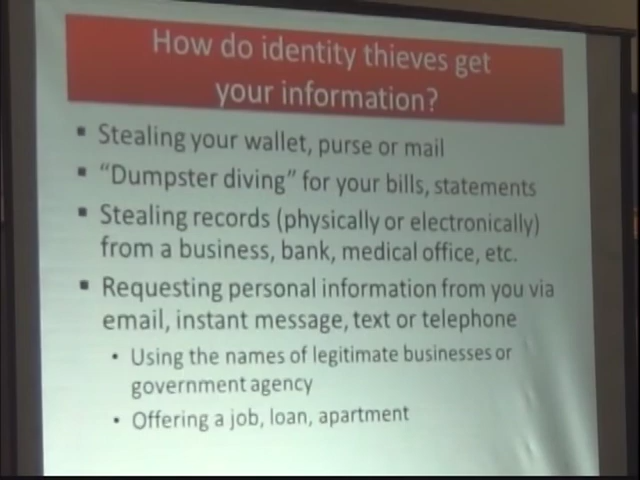 How do identity thieves get
your information?
▪ Stealing your wallet, purse or mail
▪ “Dumpster diving” for your bills, statements
▪ Stealing records (physically or electronically)
from a business, bank, medical office, etc.
▪ Requesting personal information from you via
email, instant message, text or telephone
• Using the names of legitimate businesses or
government agency
• Offering a job, loan, apartment